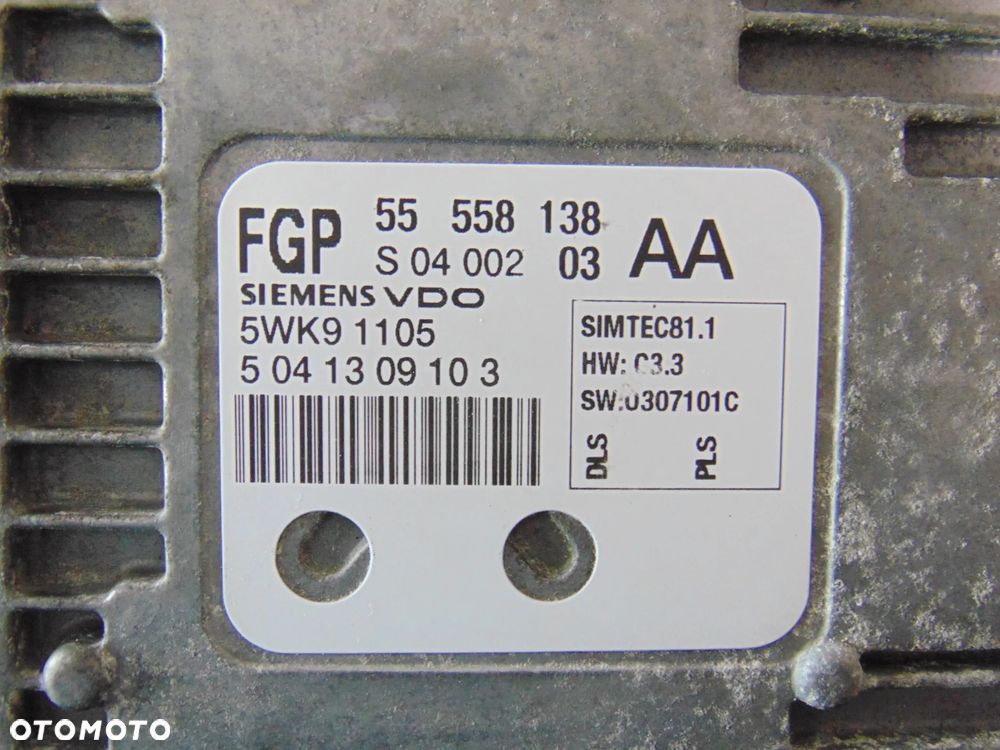 FGP 55 558 138 AA
S 04 002 03
SIEMENS VDO
5WK9 1105
5 04 13 09 10 3
SIMTEC81.1
HW: C3.3
SW:0307101C
DLS PLS
OTOMOTO